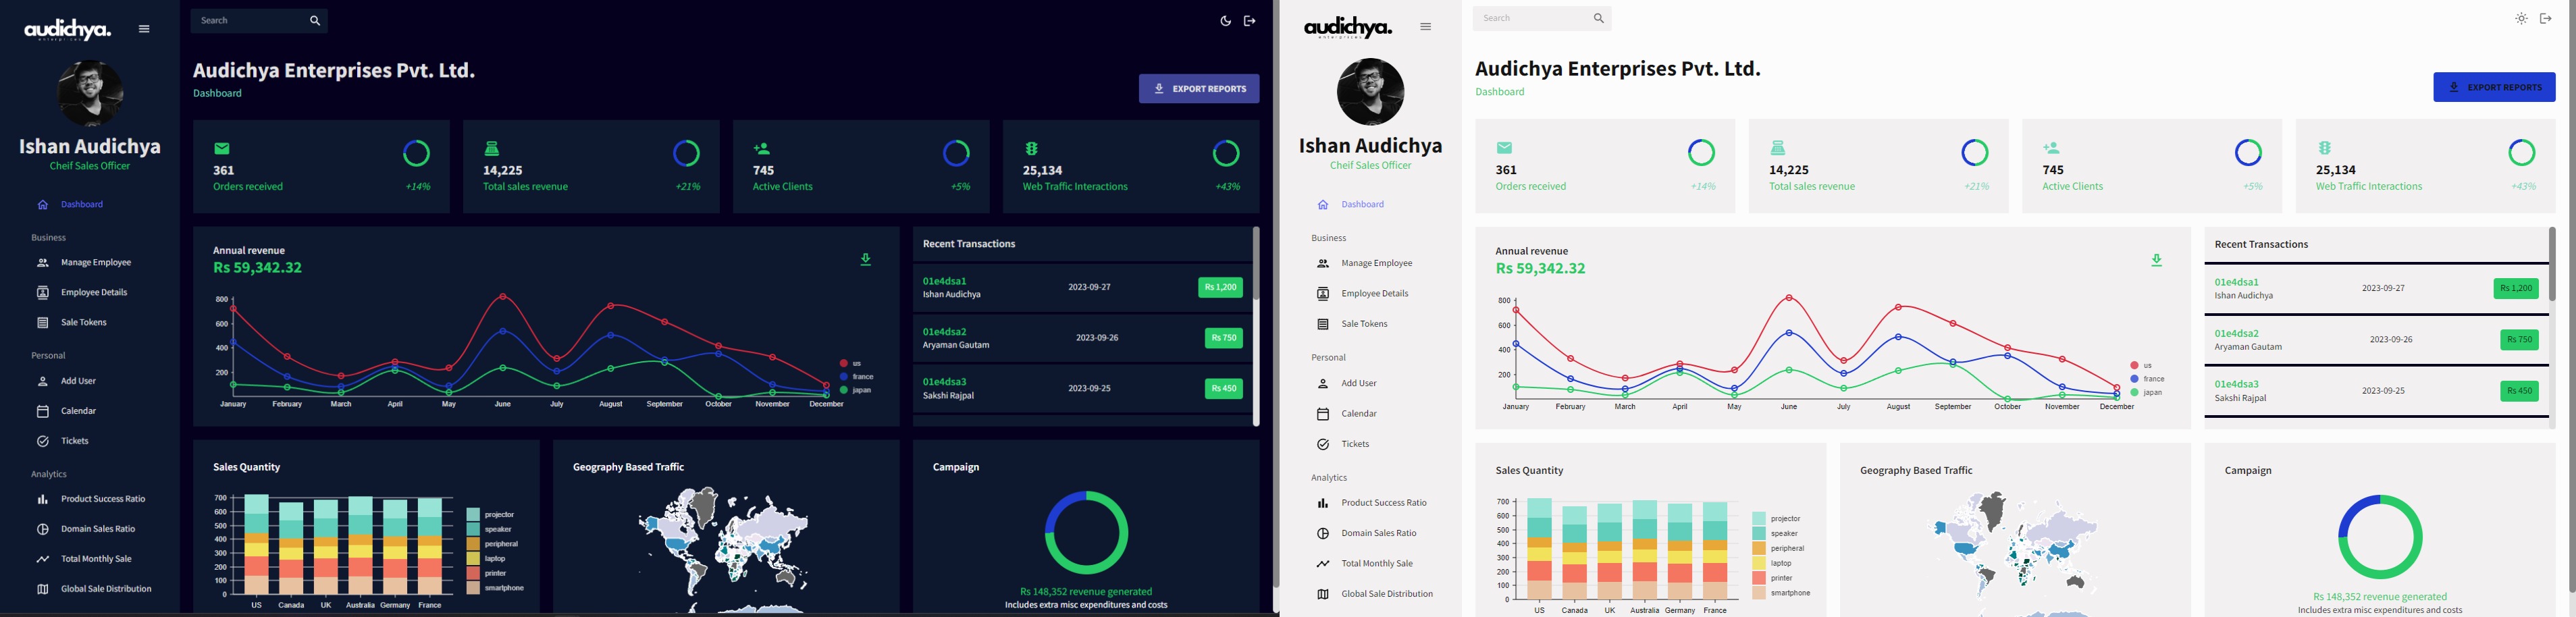 audichya.
enterprises
Search
Audichya Enterprises Pvt. Ltd.
Dashboard
EXPORT REPORTS
Ishan Audichya
Cheif Sales Officer
Dashboard
Business
Manage Employee
Employee Details
Sale Tokens
Personal
Add User
Calendar
Tickets
Analytics
Product Success Ratio
Domain Sales Ratio
Total Monthly Sale
Global Sale Distribution
361
Orders received
+14%
14,225
Total sales revenue
+21%
745
Active Clients
+5%
25,134
Web Traffic Interactions
+43%
Annual revenue
Rs 59,342.32
800
600
400
200
January February March April May June July August September October November December
us
france
japan
Recent Transactions
01e4dsa1
Ishan Audichya
2023-09-27
Rs 1,200
01e4dsa2
Aryaman Gautam
2023-09-26
Rs 750
01e4dsa3
Sakshi Rajpal
2023-09-25
Rs 450
Sales Quantity
700
600
500
400
300
200
100
0
US Canada UK Australia Germany France
projector
speaker
peripheral
laptop
printer
smartphone
Geography Based Traffic
Campaign
Rs 148,352 revenue generated
Includes extra misc expenditures and costs
audichya.
enterprises
Search
Audichya Enterprises Pvt. Ltd.
Dashboard
EXPORT REPORTS
Ishan Audichya
Cheif Sales Officer
Dashboard
Business
Manage Employee
Employee Details
Sale Tokens
Personal
Add User
Calendar
Tickets
Analytics
Product Success Ratio
Domain Sales Ratio
Total Monthly Sale
Global Sale Distribution
361
Orders received
+14%
14,225
Total sales revenue
+21%
745
Active Clients
+5%
25,134
Web Traffic Interactions
+43%
Annual revenue
Rs 59,342.32
800
600
400
200
January February March April May June July August September October November December
us
france
japan
Recent Transactions
01e4dsa1
Ishan Audichya
2023-09-27
Rs 1,200
01e4dsa2
Aryaman Gautam
2023-09-26
Rs 750
01e4dsa3
Sakshi Rajpal
2023-09-25
Rs 450
Sales Quantity
700
600
500
400
300
200
100
0
US Canada UK Australia Germany France
projector
speaker
peripheral
laptop
printer
smartphone
Geography Based Traffic
Campaign
Rs 148,352 revenue generated
Includes extra misc expenditures and costs